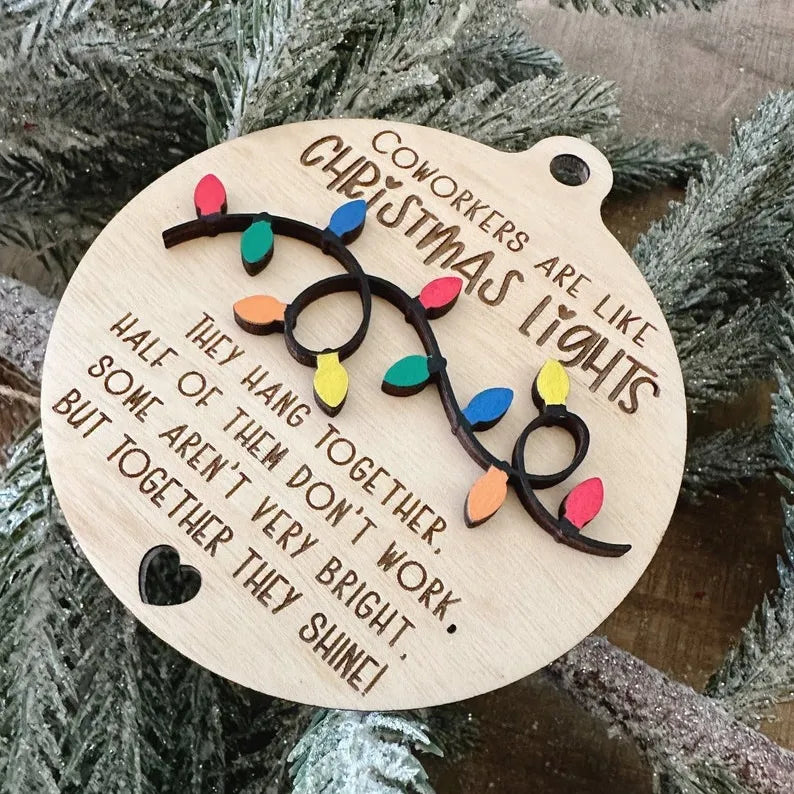 COWORKERS ARE LIKE
CHRiSTMAS LiGHTS
THEY HANG TOGETHER.
HALF OF THEM DON'T WORK.
SOME AREN'T VERY BRIGHT.
BUT TOGETHER THEY SHINE!